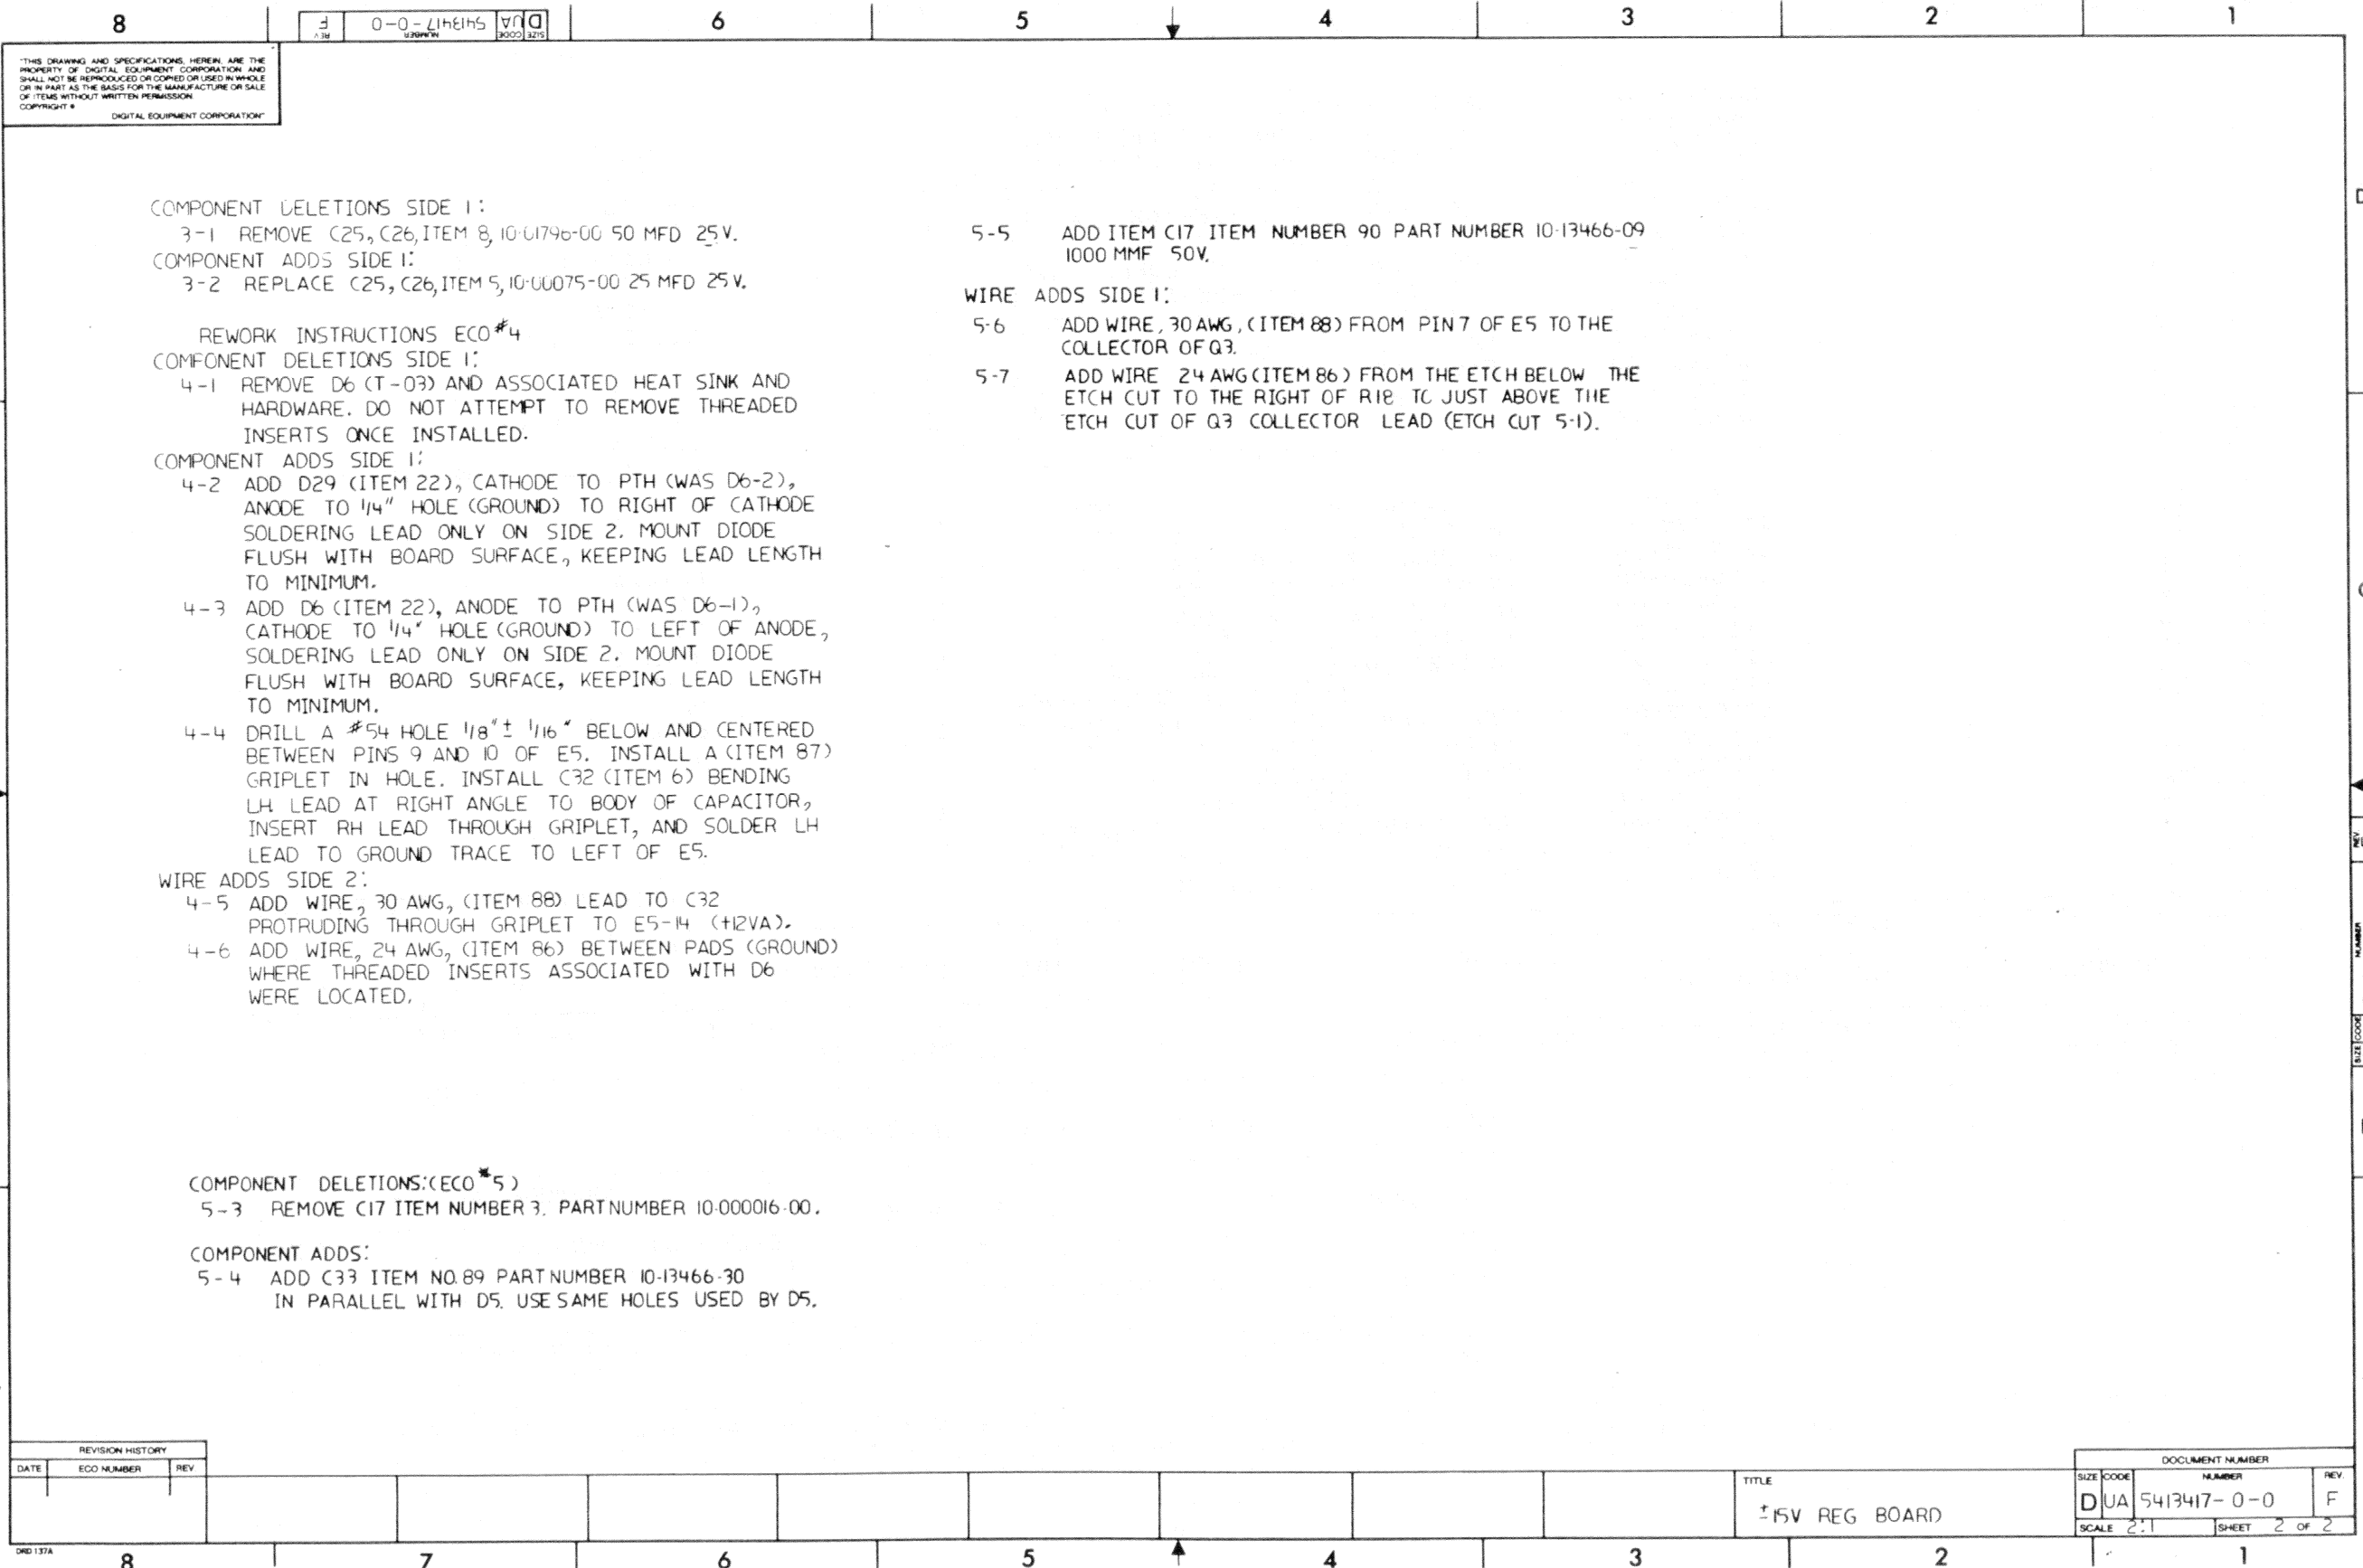 8 6 5 4 3 2 1
REV F NUMBER 5413417-0-0 SIZE D CODE UA
"THIS DRAWING AND SPECIFICATIONS, HEREIN, ARE THE
PROPERTY OF DIGITAL EQUIPMENT CORPORATION AND
SHALL NOT BE REPRODUCED OR COPIED OR USED IN WHOLE
OR IN PART AS THE BASIS FOR THE MANUFACTURE OR SALE
OF ITEMS WITHOUT WRITTEN PERMISSION.
COPYRIGHT ©
DIGITAL EQUIPMENT CORPORATION"
COMPONENT DELETIONS SIDE 1:
3-1 REMOVE C25, C26, ITEM 8, 10-01796-00 50 MFD 25V.
COMPONENT ADDS SIDE 1:
3-2 REPLACE C25, C26, ITEM 5, 10-00075-00 25 MFD 25V.
REWORK INSTRUCTIONS ECO #4
COMPONENT DELETIONS SIDE 1:
4-1 REMOVE D6 (T-03) AND ASSOCIATED HEAT SINK AND
HARDWARE. DO NOT ATTEMPT TO REMOVE THREADED
INSERTS ONCE INSTALLED.
COMPONENT ADDS SIDE 1:
4-2 ADD D29 (ITEM 22), CATHODE TO PTH (WAS D6-2),
ANODE TO 1/4" HOLE (GROUND) TO RIGHT OF CATHODE
SOLDERING LEAD ONLY ON SIDE 2. MOUNT DIODE
FLUSH WITH BOARD SURFACE, KEEPING LEAD LENGTH
TO MINIMUM.
4-3 ADD D6 (ITEM 22), ANODE TO PTH (WAS D6-1),
CATHODE TO 1/4" HOLE (GROUND) TO LEFT OF ANODE,
SOLDERING LEAD ONLY ON SIDE 2. MOUNT DIODE
FLUSH WITH BOARD SURFACE, KEEPING LEAD LENGTH
TO MINIMUM.
4-4 DRILL A #54 HOLE 1/8" ± 1/16" BELOW AND CENTERED
BETWEEN PINS 9 AND 10 OF E5. INSTALL A (ITEM 87)
GRIPLET IN HOLE. INSTALL C32 (ITEM 6) BENDING
LH LEAD AT RIGHT ANGLE TO BODY OF CAPACITOR,
INSERT RH LEAD THROUGH GRIPLET, AND SOLDER LH
LEAD TO GROUND TRACE TO LEFT OF E5.
WIRE ADDS SIDE 2:
4-5 ADD WIRE, 30 AWG, (ITEM 88) LEAD TO C32
PROTRUDING THROUGH GRIPLET TO E5-14 (+12VA).
4-6 ADD WIRE, 24 AWG, (ITEM 86) BETWEEN PADS (GROUND)
WHERE THREADED INSERTS ASSOCIATED WITH D6
WERE LOCATED.
COMPONENT DELETIONS:(ECO #5)
5-3 REMOVE C17 ITEM NUMBER 3. PART NUMBER 10-000016-00.
COMPONENT ADDS:
5-4 ADD C33 ITEM NO. 89 PART NUMBER 10-13466-30
IN PARALLEL WITH D5. USE SAME HOLES USED BY D5.
5-5 ADD ITEM C17 ITEM NUMBER 90 PART NUMBER 10-13466-09
1000 MMF 50V.
WIRE ADDS SIDE 1:
5-6 ADD WIRE, 30 AWG, (ITEM 88) FROM PIN 7 OF E5 TO THE
COLLECTOR OF Q3.
5-7 ADD WIRE 24 AWG (ITEM 86) FROM THE ETCH BELOW THE
ETCH CUT TO THE RIGHT OF R18 TO JUST ABOVE THE
ETCH CUT OF Q3 COLLECTOR LEAD (ETCH CUT 5-1).
REV
NUMBER
SIZE CODE
REVISION HISTORY
DATE ECO NUMBER REV
TITLE
±15V REG BOARD
DOCUMENT NUMBER
SIZE CODE NUMBER REV.
D UA 5413417-0-0 F
SCALE 2:1 SHEET 2 OF 2
DRD 137A
8 7 6 5 4 3 2 1